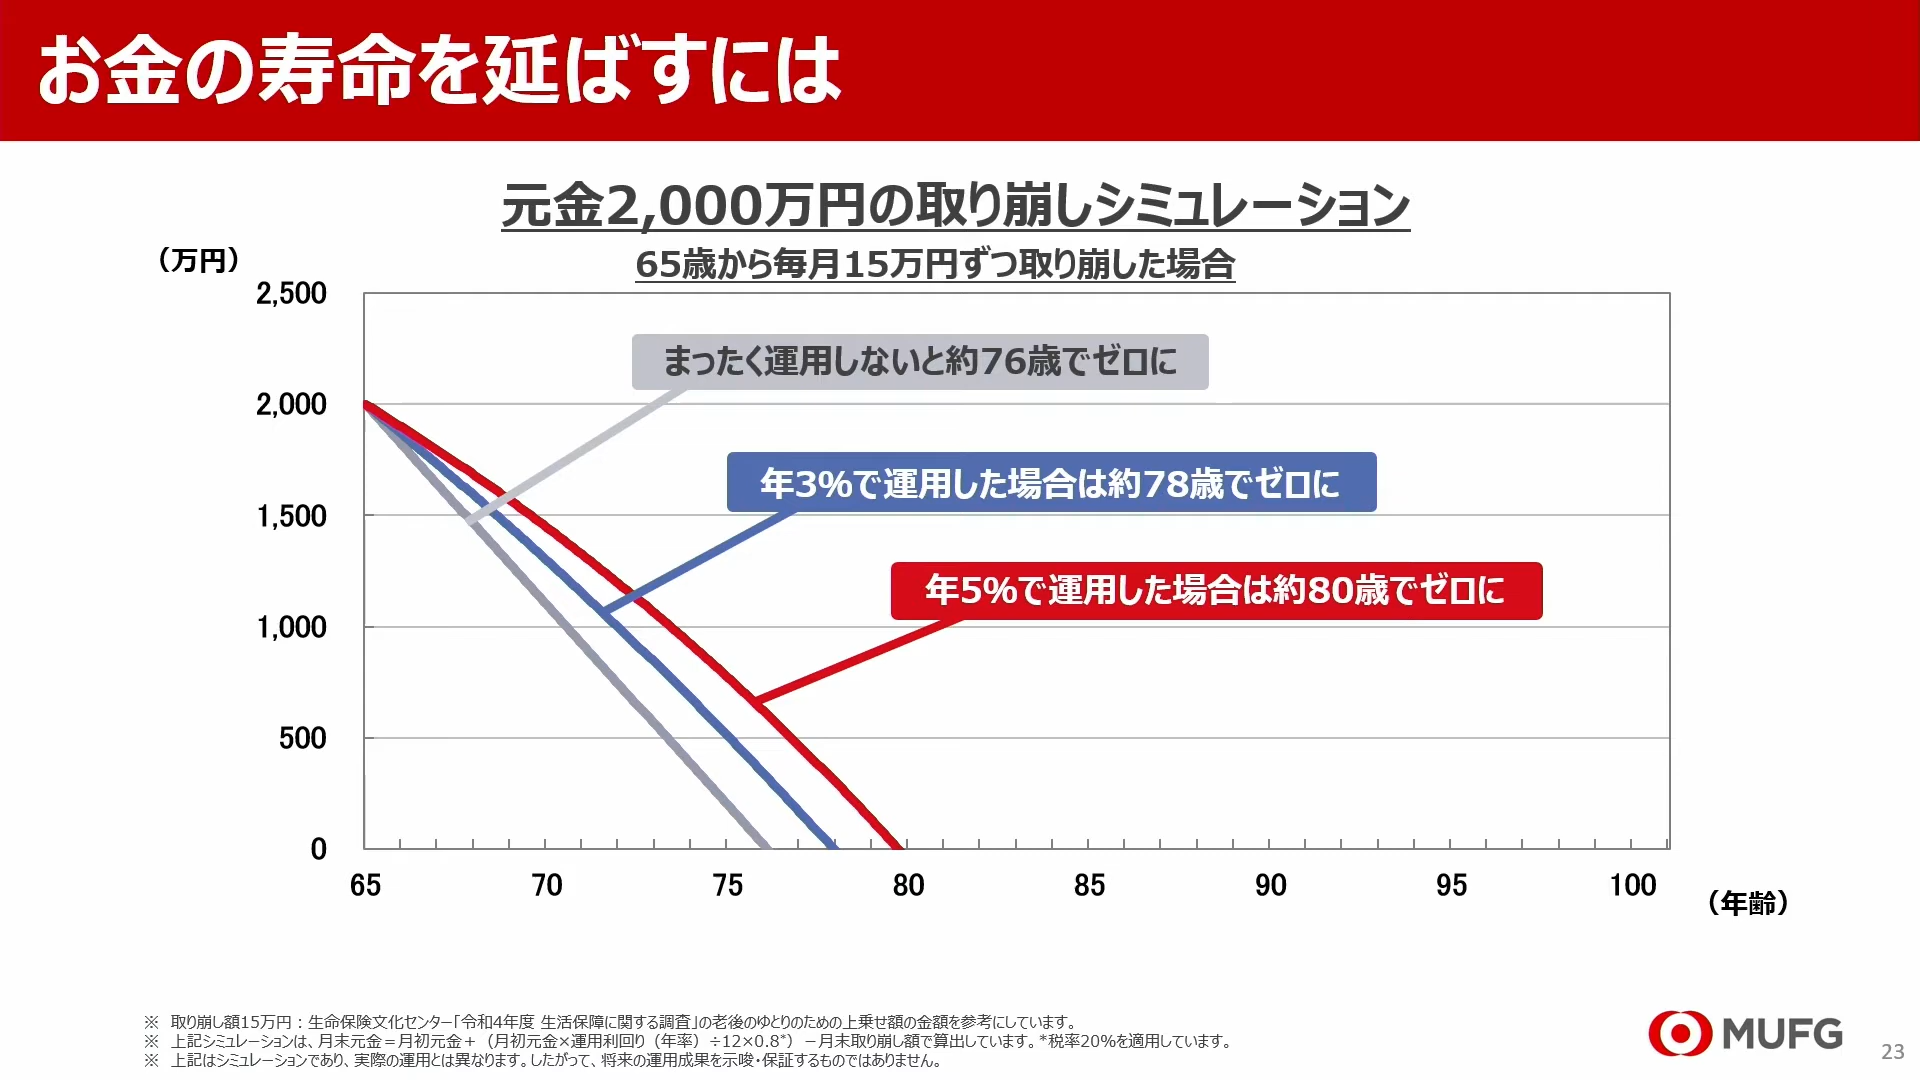 お金の寿命を延ばすには
元金2,000万円の取り崩しシミュレーション
65歳から毎月15万円ずつ取り崩した場合
（万円）
2,500
2,000
1,500
1,000
500
0
まったく運用しないと約76歳でゼロに
年3%で運用した場合は約78歳でゼロに
年5%で運用した場合は約80歳でゼロに
65 70 75 80 85 90 95 100
（年齢）
※ 取り崩し額15万円：生命保険文化センター「令和4年度 生活保障に関する調査」の老後のゆとりのための上乗せ額の金額を参考にしています。
※ 上記シミュレーションは、月末元金＝月初元金＋（月初元金×運用利回り（年率）÷12×0.8*）－月末取り崩し額で算出しています。*税率20%を適用しています。
※ 上記はシミュレーションであり、実際の運用とは異なります。したがって、将来の運用成果を示唆・保証するものではありません。
MUFG
23